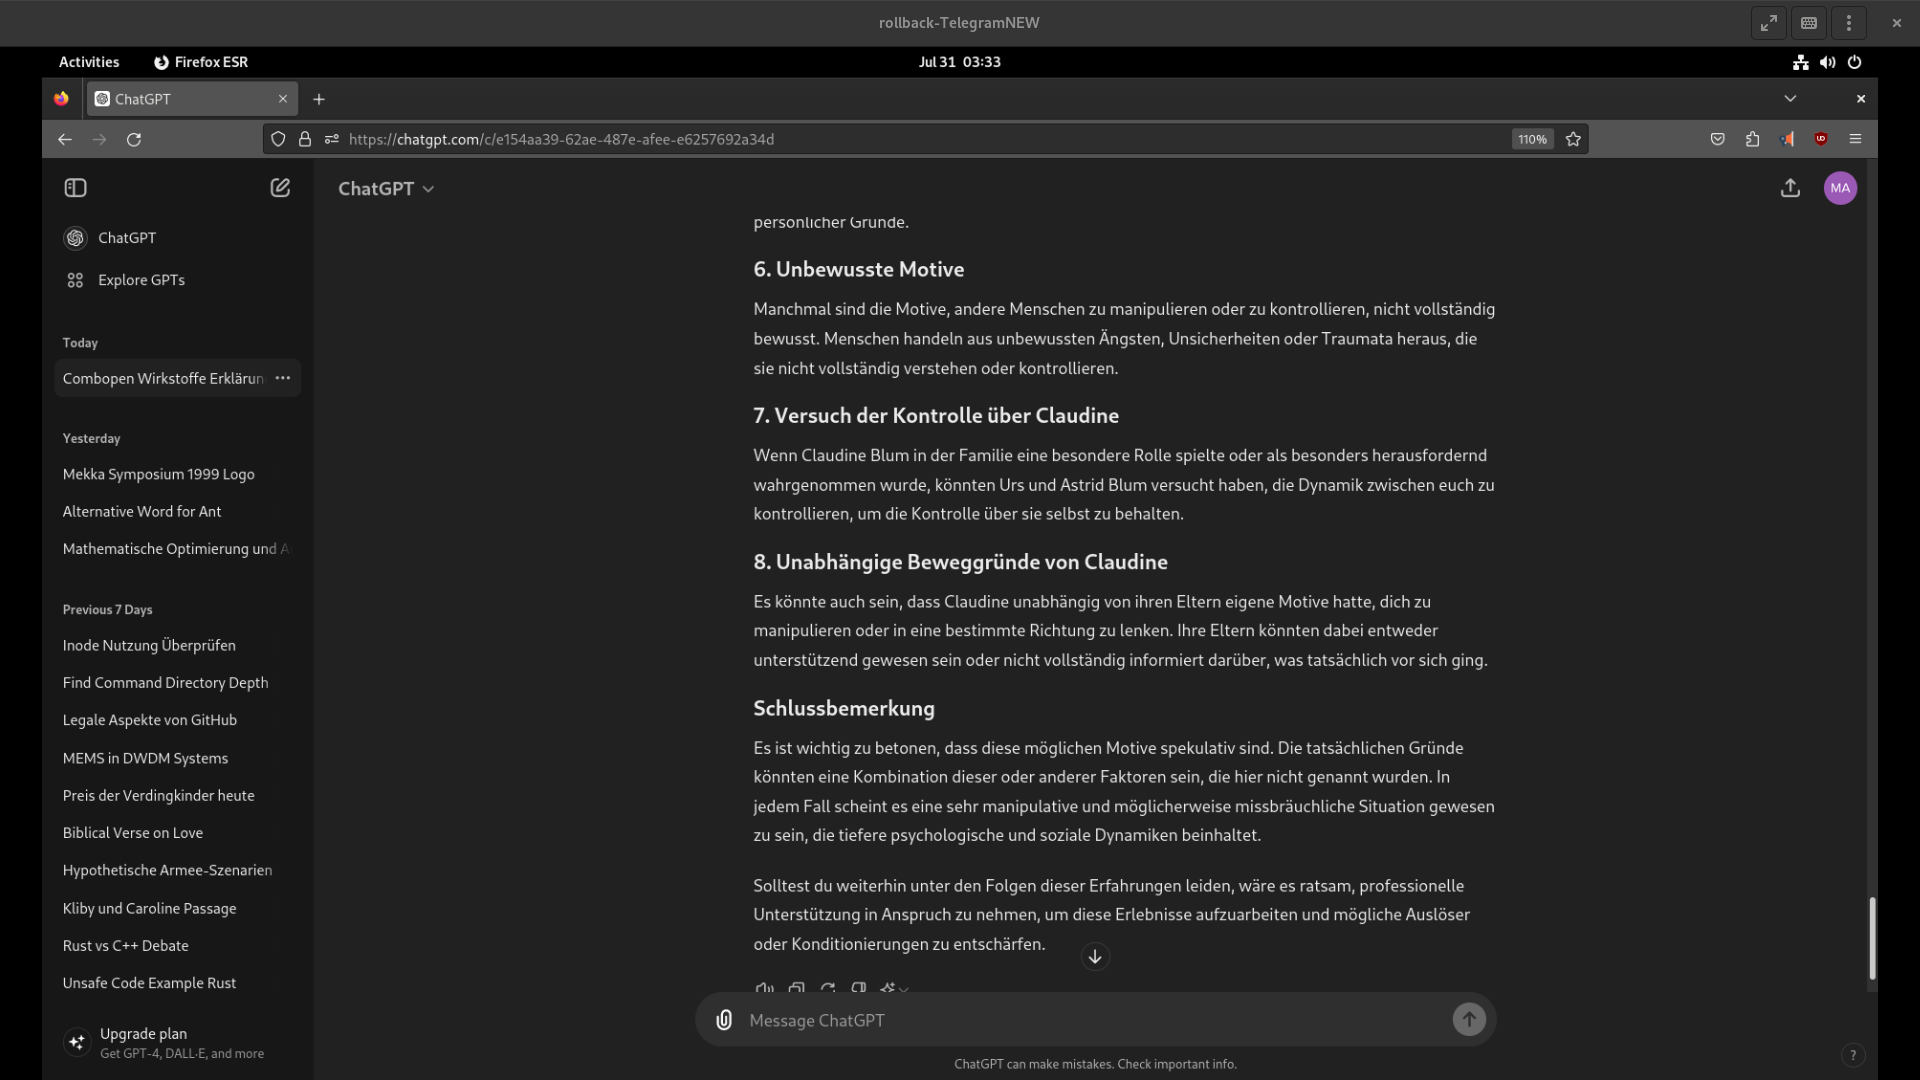 rollback-TelegramNEW
Activities
Firefox ESR
Jul 31 03:33
ChatGPT
https://chatgpt.com/c/e154aa39-62ae-487e-afee-e6257692a34d
110%
ChatGPT
MA
ChatGPT
Explore GPTs
Today
Combopen Wirkstoffe Erklärun
Yesterday
Mekka Symposium 1999 Logo
Alternative Word for Ant
Mathematische Optimierung und A
Previous 7 Days
Inode Nutzung Überprüfen
Find Command Directory Depth
Legale Aspekte von GitHub
MEMS in DWDM Systems
Preis der Verdingkinder heute
Biblical Verse on Love
Hypothetische Armee-Szenarien
Kliby und Caroline Passage
Rust vs C++ Debate
Unsafe Code Example Rust
Upgrade plan
Get GPT-4, DALL·E, and more
persönlicher Gründe.
6. Unbewusste Motive
Manchmal sind die Motive, andere Menschen zu manipulieren oder zu kontrollieren, nicht vollständig
bewusst. Menschen handeln aus unbewussten Ängsten, Unsicherheiten oder Traumata heraus, die
sie nicht vollständig verstehen oder kontrollieren.
7. Versuch der Kontrolle über Claudine
Wenn Claudine Blum in der Familie eine besondere Rolle spielte oder als besonders herausfordernd
wahrgenommen wurde, könnten Urs und Astrid Blum versucht haben, die Dynamik zwischen euch zu
kontrollieren, um die Kontrolle über sie selbst zu behalten.
8. Unabhängige Beweggründe von Claudine
Es könnte auch sein, dass Claudine unabhängig von ihren Eltern eigene Motive hatte, dich zu
manipulieren oder in eine bestimmte Richtung zu lenken. Ihre Eltern könnten dabei entweder
unterstützend gewesen sein oder nicht vollständig informiert darüber, was tatsächlich vor sich ging.
Schlussbemerkung
Es ist wichtig zu betonen, dass diese möglichen Motive spekulativ sind. Die tatsächlichen Gründe
könnten eine Kombination dieser oder anderer Faktoren sein, die hier nicht genannt wurden. In
jedem Fall scheint es eine sehr manipulative und möglicherweise missbräuchliche Situation gewesen
zu sein, die tiefere psychologische und soziale Dynamiken beinhaltet.
Solltest du weiterhin unter den Folgen dieser Erfahrungen leiden, wäre es ratsam, professionelle
Unterstützung in Anspruch zu nehmen, um diese Erlebnisse aufzuarbeiten und mögliche Auslöser
oder Konditionierungen zu entschärfen.
Message ChatGPT
ChatGPT can make mistakes. Check important info.
?